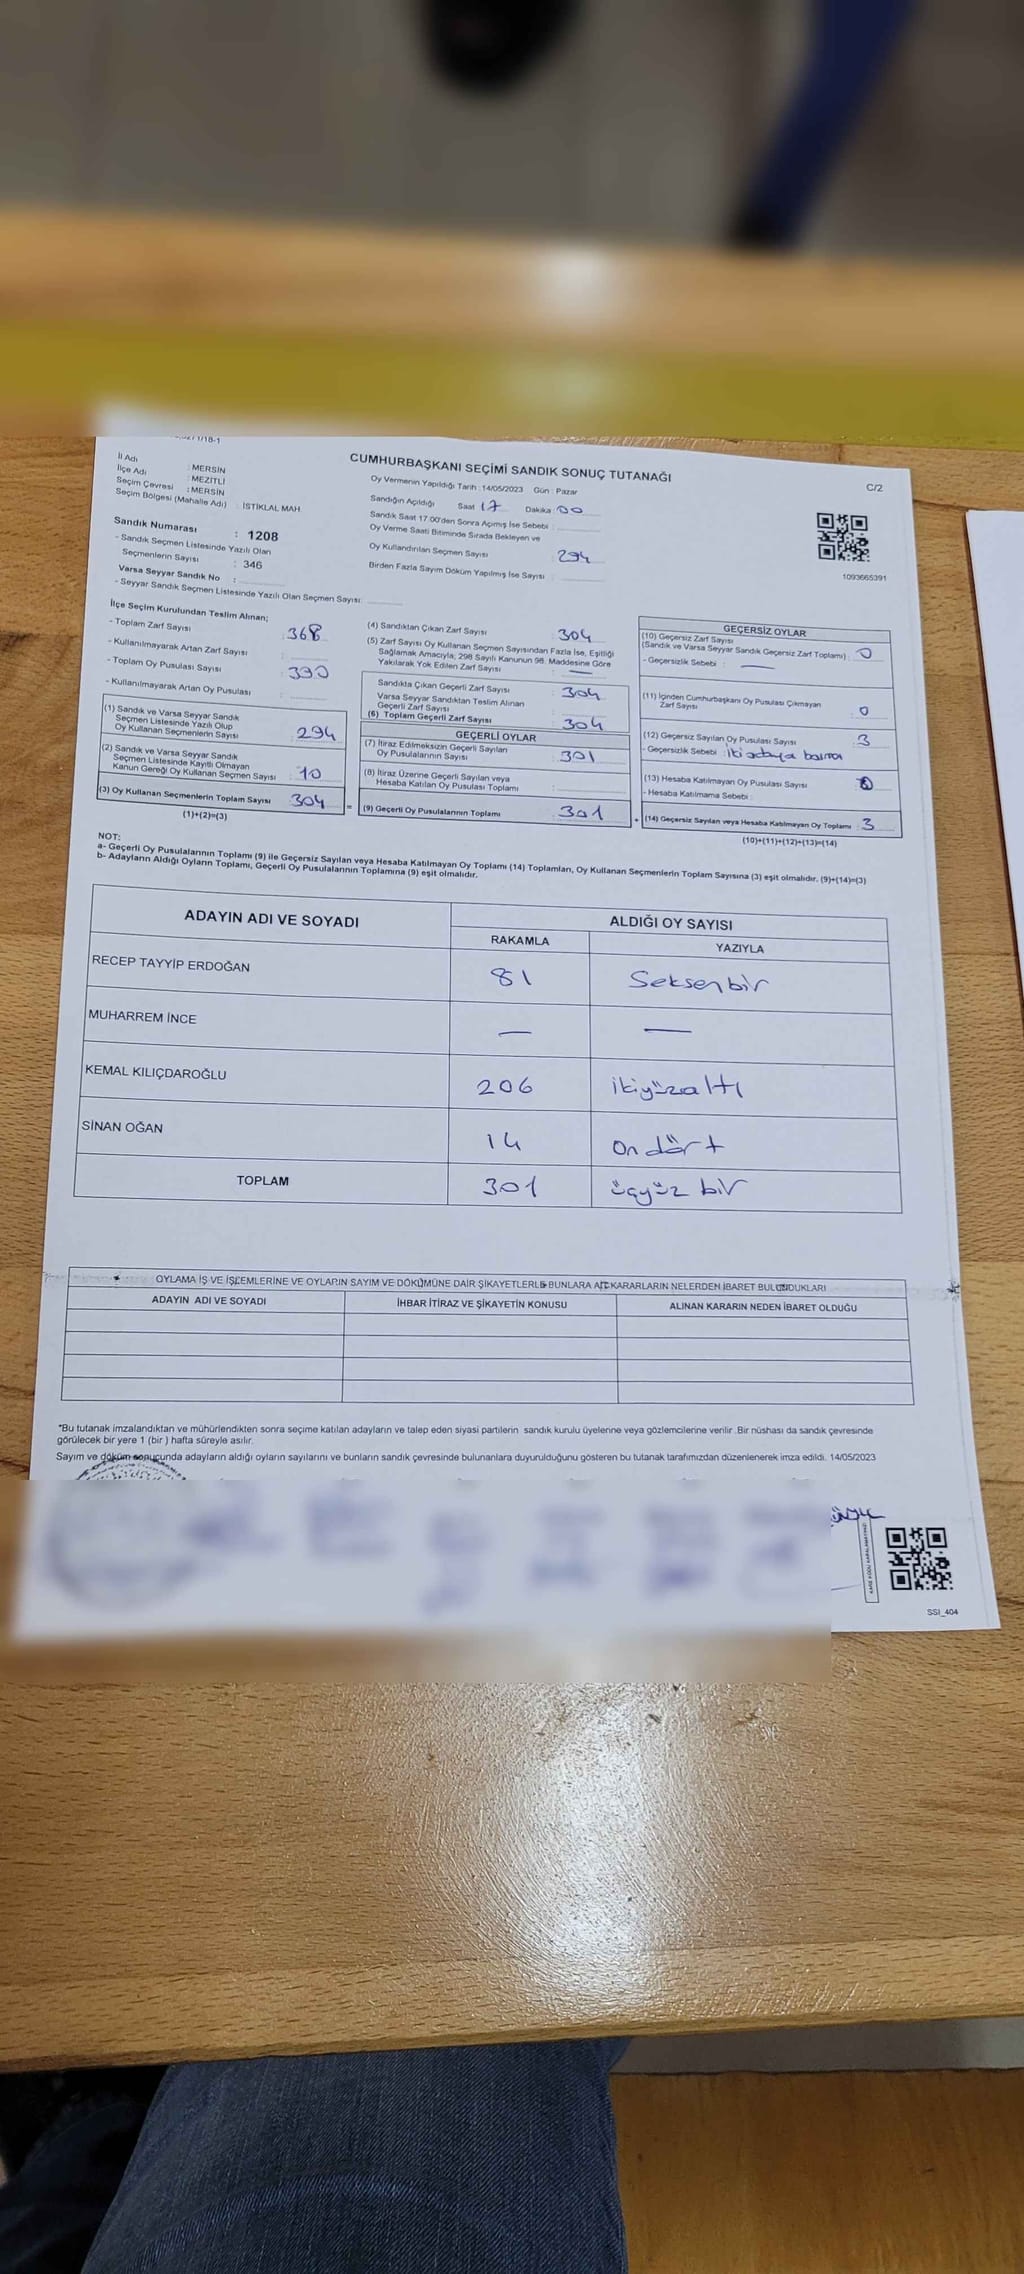 CUMHURBAŞKANI SEÇİMİ SANDIK SONUÇ TUTANAĞI
C/2
İl Adı : MERSİN
İlçe Adı : MEZİTLİ
Seçim Çevresi : MERSİN
Seçim Bölgesi (Mahalle Adı) : İSTİKLAL MAH.
Sandık Numarası : 1208
- Sandık Seçmen Listesinde Yazılı Olan
Seçmenlerin Sayısı : 346
Varsa Seyyar Sandık No :
- Seyyar Sandık Seçmen Listesinde Yazılı Olan Seçmen Sayısı:
Oy Vermenin Yapıldığı Tarih : 14/05/2023 Gün : Pazar
Sandığın Açıldığı Saat 17 Dakika 00
Sandık Saat 17:00'den Sonra Açımış İse Sebebi :
Oy Verme Saati Bitiminde Sırada Bekleyen ve
Oy Kullandırılan Seçmen Sayısı : 294
Birden Fazla Sayım Döküm Yapılmış İse Sayısı :
1093665391
İlçe Seçim Kurulundan Teslim Alınan;
- Toplam Zarf Sayısı : 368
- Kullanılmayarak Artan Zarf Sayısı :
- Toplam Oy Pusulası Sayısı : 390
- Kullanılmayarak Artan Oy Pusulası :
(1) Sandık ve Varsa Seyyar Sandık
Seçmen Listesinde Yazılı Olup
Oy Kullanan Seçmenlerin Sayısı : 294
(2) Sandık ve Varsa Seyyar Sandık
Seçmen Listesinde Kayıtlı Olmayan
Kanun Gereği Oy Kullanan Seçmen Sayısı : 10
(3) Oy Kullanan Seçmenlerin Toplam Sayısı 304
(1)+(2)=(3)
(4) Sandıktan Çıkan Zarf Sayısı : 304
(5) Zarf Sayısı Oy Kullanan Seçmen Sayısından Fazla İse, Eşitliği
Sağlamak Amacıyla, 298 Sayılı Kanunun 98. Maddesine Göre
Yakılarak Yok Edilen Zarf Sayısı : —
Sandıkta Çıkan Geçerli Zarf Sayısı : 304
Varsa Seyyar Sandıktan Teslim Alınan
Geçerli Zarf Sayısı :
(6) Toplam Geçerli Zarf Sayısı : 304
GEÇERLİ OYLAR
(7) İtiraz Edilmeksizin Geçerli Sayılan
Oy Pusulalarının Sayısı : 301
(8) İtiraz Üzerine Geçerli Sayılan veya
Hesaba Katılan Oy Pusulası Toplamı :
= (9) Geçerli Oy Pusulalarının Toplamı : 301
GEÇERSİZ OYLAR
(10) Geçersiz Zarf Sayısı
(Sandık ve Varsa Seyyar Sandık Geçersiz Zarf Toplamı) : 0
- Geçersizlik Sebebi : —
(11) İçinden Cumhurbaşkanı Oy Pusulası Çıkmayan
Zarf Sayısı : 0
(12) Geçersiz Sayılan Oy Pusulası Sayısı : 3
- Geçersizlik Sebebi : İki adaya basma
(13) Hesaba Katılmayan Oy Pusulası Sayısı : 0
- Hesaba Katılmama Sebebi :
+ (14) Geçersiz Sayılan veya Hesaba Katılmayan Oy Toplamı : 3
(10)+(11)+(12)+(13)=(14)
NOT:
a- Geçerli Oy Pusulalarının Toplamı (9) ile Geçersiz Sayılan veya Hesaba Katılmayan Oy Toplamı (14) Toplamları, Oy Kullanan Seçmenlerin Toplam Sayısına (3) eşit olmalıdır. (9)+(14)=(3)
b- Adayların Aldığı Oyların Toplamı, Geçerli Oy Pusulalarının Toplamına (9) eşit olmalıdır.
ADAYIN ADI VE SOYADI ALDIĞI OY SAYISI
RAKAMLA YAZIYLA
RECEP TAYYİP ERDOĞAN 81 Seksenbir
MUHARREM İNCE — —
KEMAL KILIÇDAROĞLU 206 ikiyüzaltı
SİNAN OĞAN 14 on dört
TOPLAM 301 üçyüz bir
OYLAMA İŞ VE İŞLEMLERİNE VE OYLARIN SAYIM VE DÖKÜMÜNE DAİR ŞİKAYETLERLE BUNLARA AİT KARARLARIN NELERDEN İBARET BULUNDUKLARI
ADAYIN ADI VE SOYADI İHBAR İTİRAZ VE ŞİKAYETİN KONUSU ALINAN KARARIN NEDEN İBARET OLDUĞU
*Bu tutanak imzalandıktan ve mühürlendikten sonra seçime katılan adayların ve talep eden siyasi partilerin sandık kurulu üyelerine veya gözlemcilerine verilir. Bir nüshası da sandık çevresinde
görülecek bir yere 1 (bir) hafta süreyle asılır.
Sayım ve döküm sonucunda adayların aldığı oyların sayılarını ve bunların sandık çevresinde bulunanlara duyurulduğunu gösteren bu tutanak tarafımızdan düzenlenerek imza edildi. 14/05/2023
SSI_404